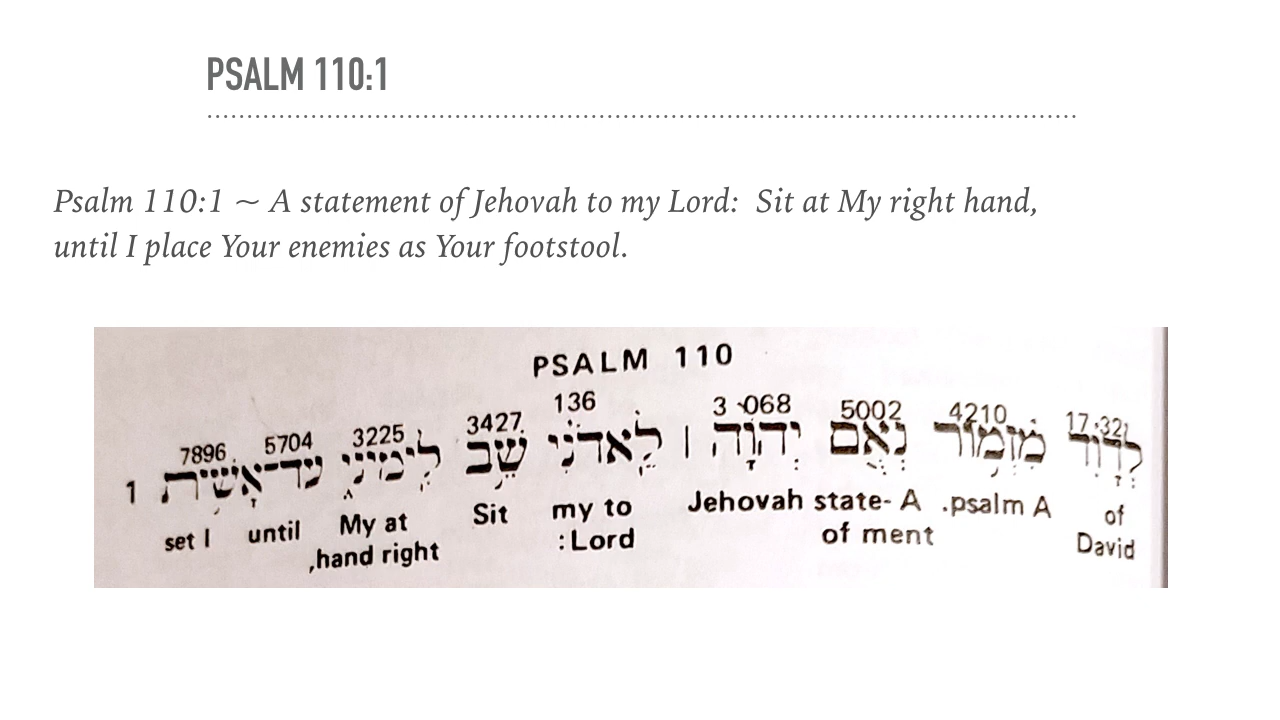 PSALM 110:1
Psalm 110:1 ~ A statement of Jehovah to my Lord: Sit at My right hand,
until I place Your enemies as Your footstool.
PSALM 110
7896 5704 3225 3427 136 3068 5002 4210 1732
1 לְדָוִד מִזְמוֹר נְאֻם יְהוָה ׀ לַאדֹנִי שֵׁב לִימִינִי עַד־אָשִׁית
set I until My at Sit my to Jehovah state- A .psalm A of
,hand right :Lord of ment David